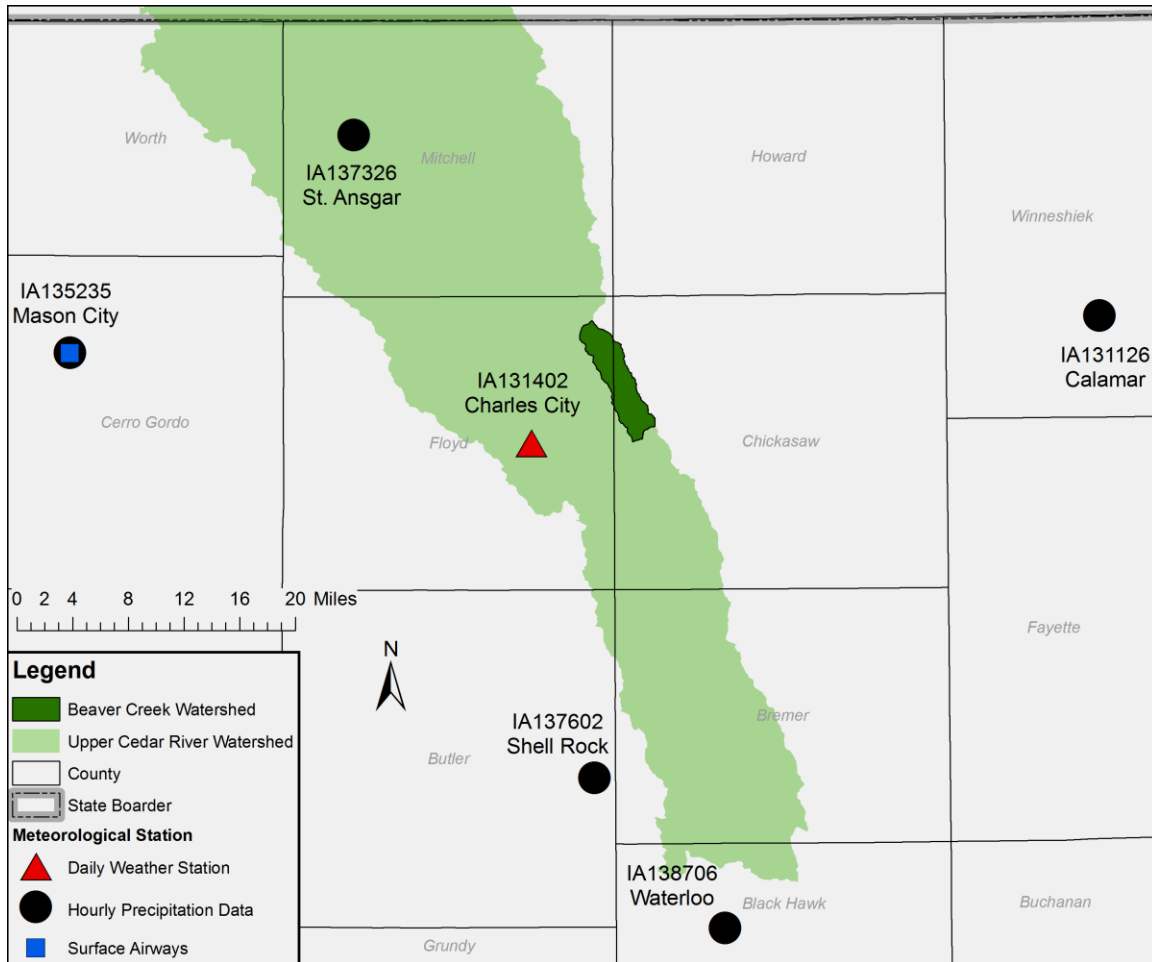 Worth
Mitchell
Howard
Winneshiek
IA137326
St. Ansgar
IA135235
Mason City
IA131126
Calamar
IA131402
Charles City
Cerro Gordo
Floyd
Chickasaw
0 2 4 8 12 16 20 Miles
Fayette
N
IA137602
Shell Rock
Bremer
Butler
IA138706
Waterloo
Black Hawk
Buchanan
Grundy
Legend
Beaver Creek Watershed
Upper Cedar River Watershed
County
State Boarder
Meteorological Station
Daily Weather Station
Hourly Precipitation Data
Surface Airways